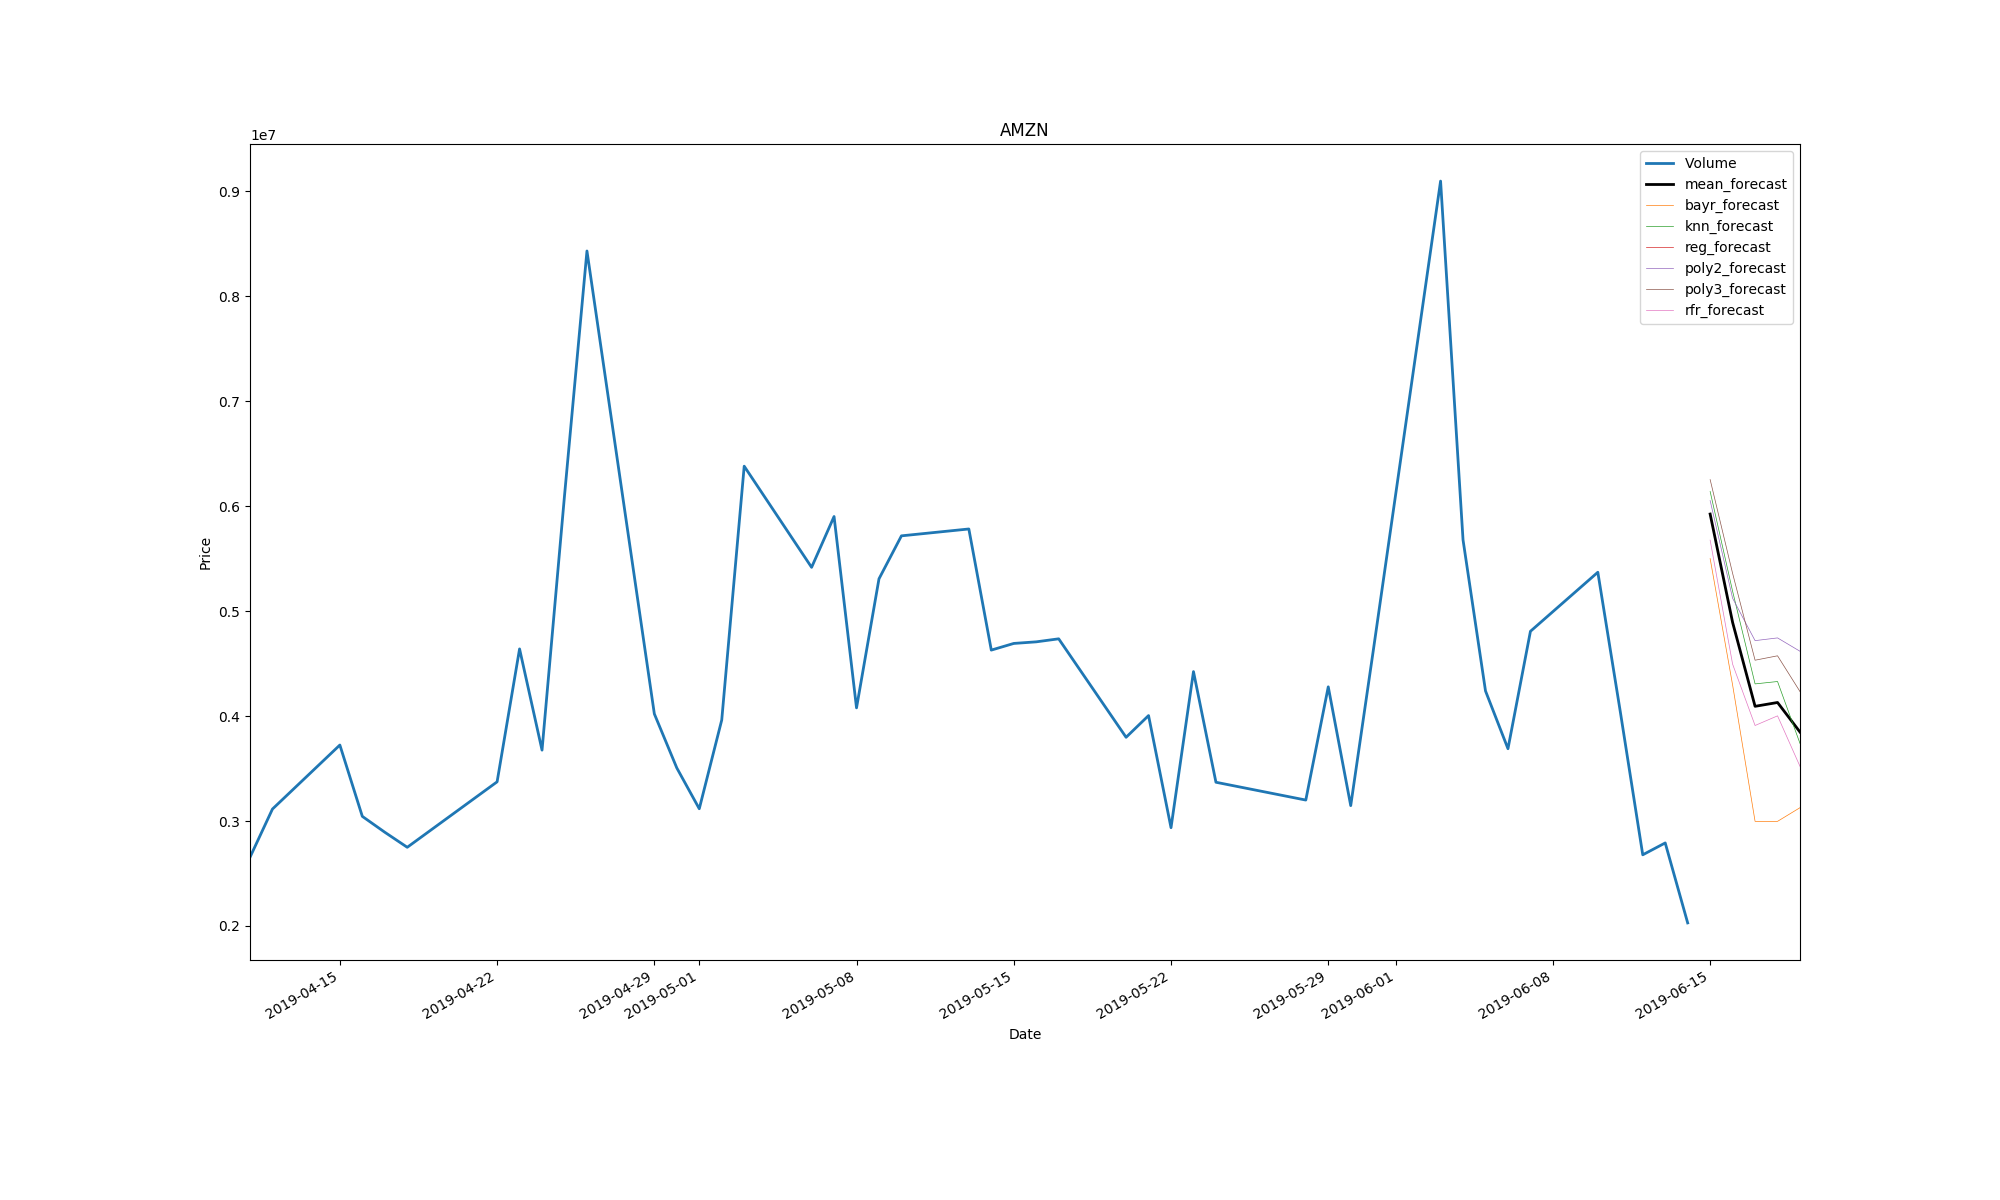 AMZN
1e7
0.9
0.8
0.7
0.6
0.5
0.4
0.3
0.2
Price
Volume
mean_forecast
bayr_forecast
knn_forecast
reg_forecast
poly2_forecast
poly3_forecast
rfr_forecast
2019-04-15
2019-04-22
2019-04-29
2019-05-01
2019-05-08
2019-05-15
2019-05-22
2019-05-29
2019-06-01
2019-06-08
2019-06-15
Date